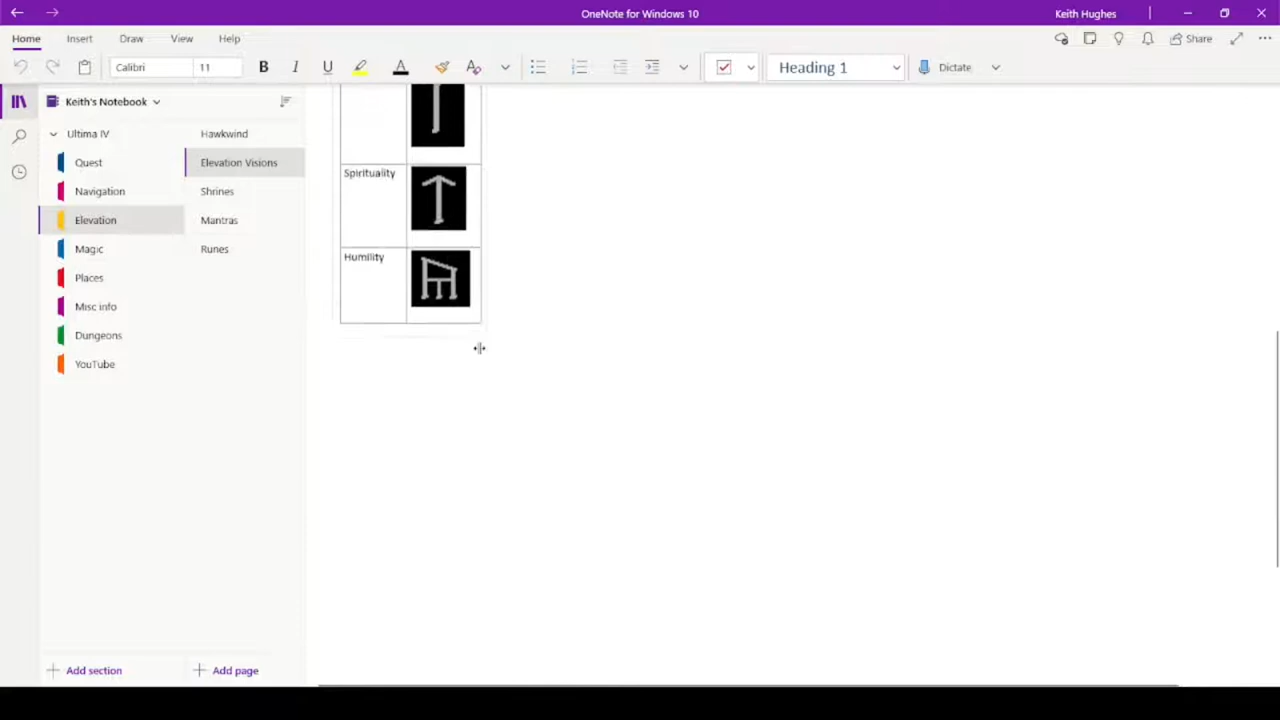 OneNote for Windows 10
Keith Hughes
Home
Insert
Draw
View
Help
Share
Calibri
11
B
I
U
A
A
Heading 1
Dictate
Keith's Notebook
Ultima IV
Quest
Navigation
Elevation
Magic
Places
Misc info
Dungeons
YouTube
Hawkwind
Elevation Visions
Shrines
Mantras
Runes
Spirituality
ᛏ
Humility
Add section
Add page